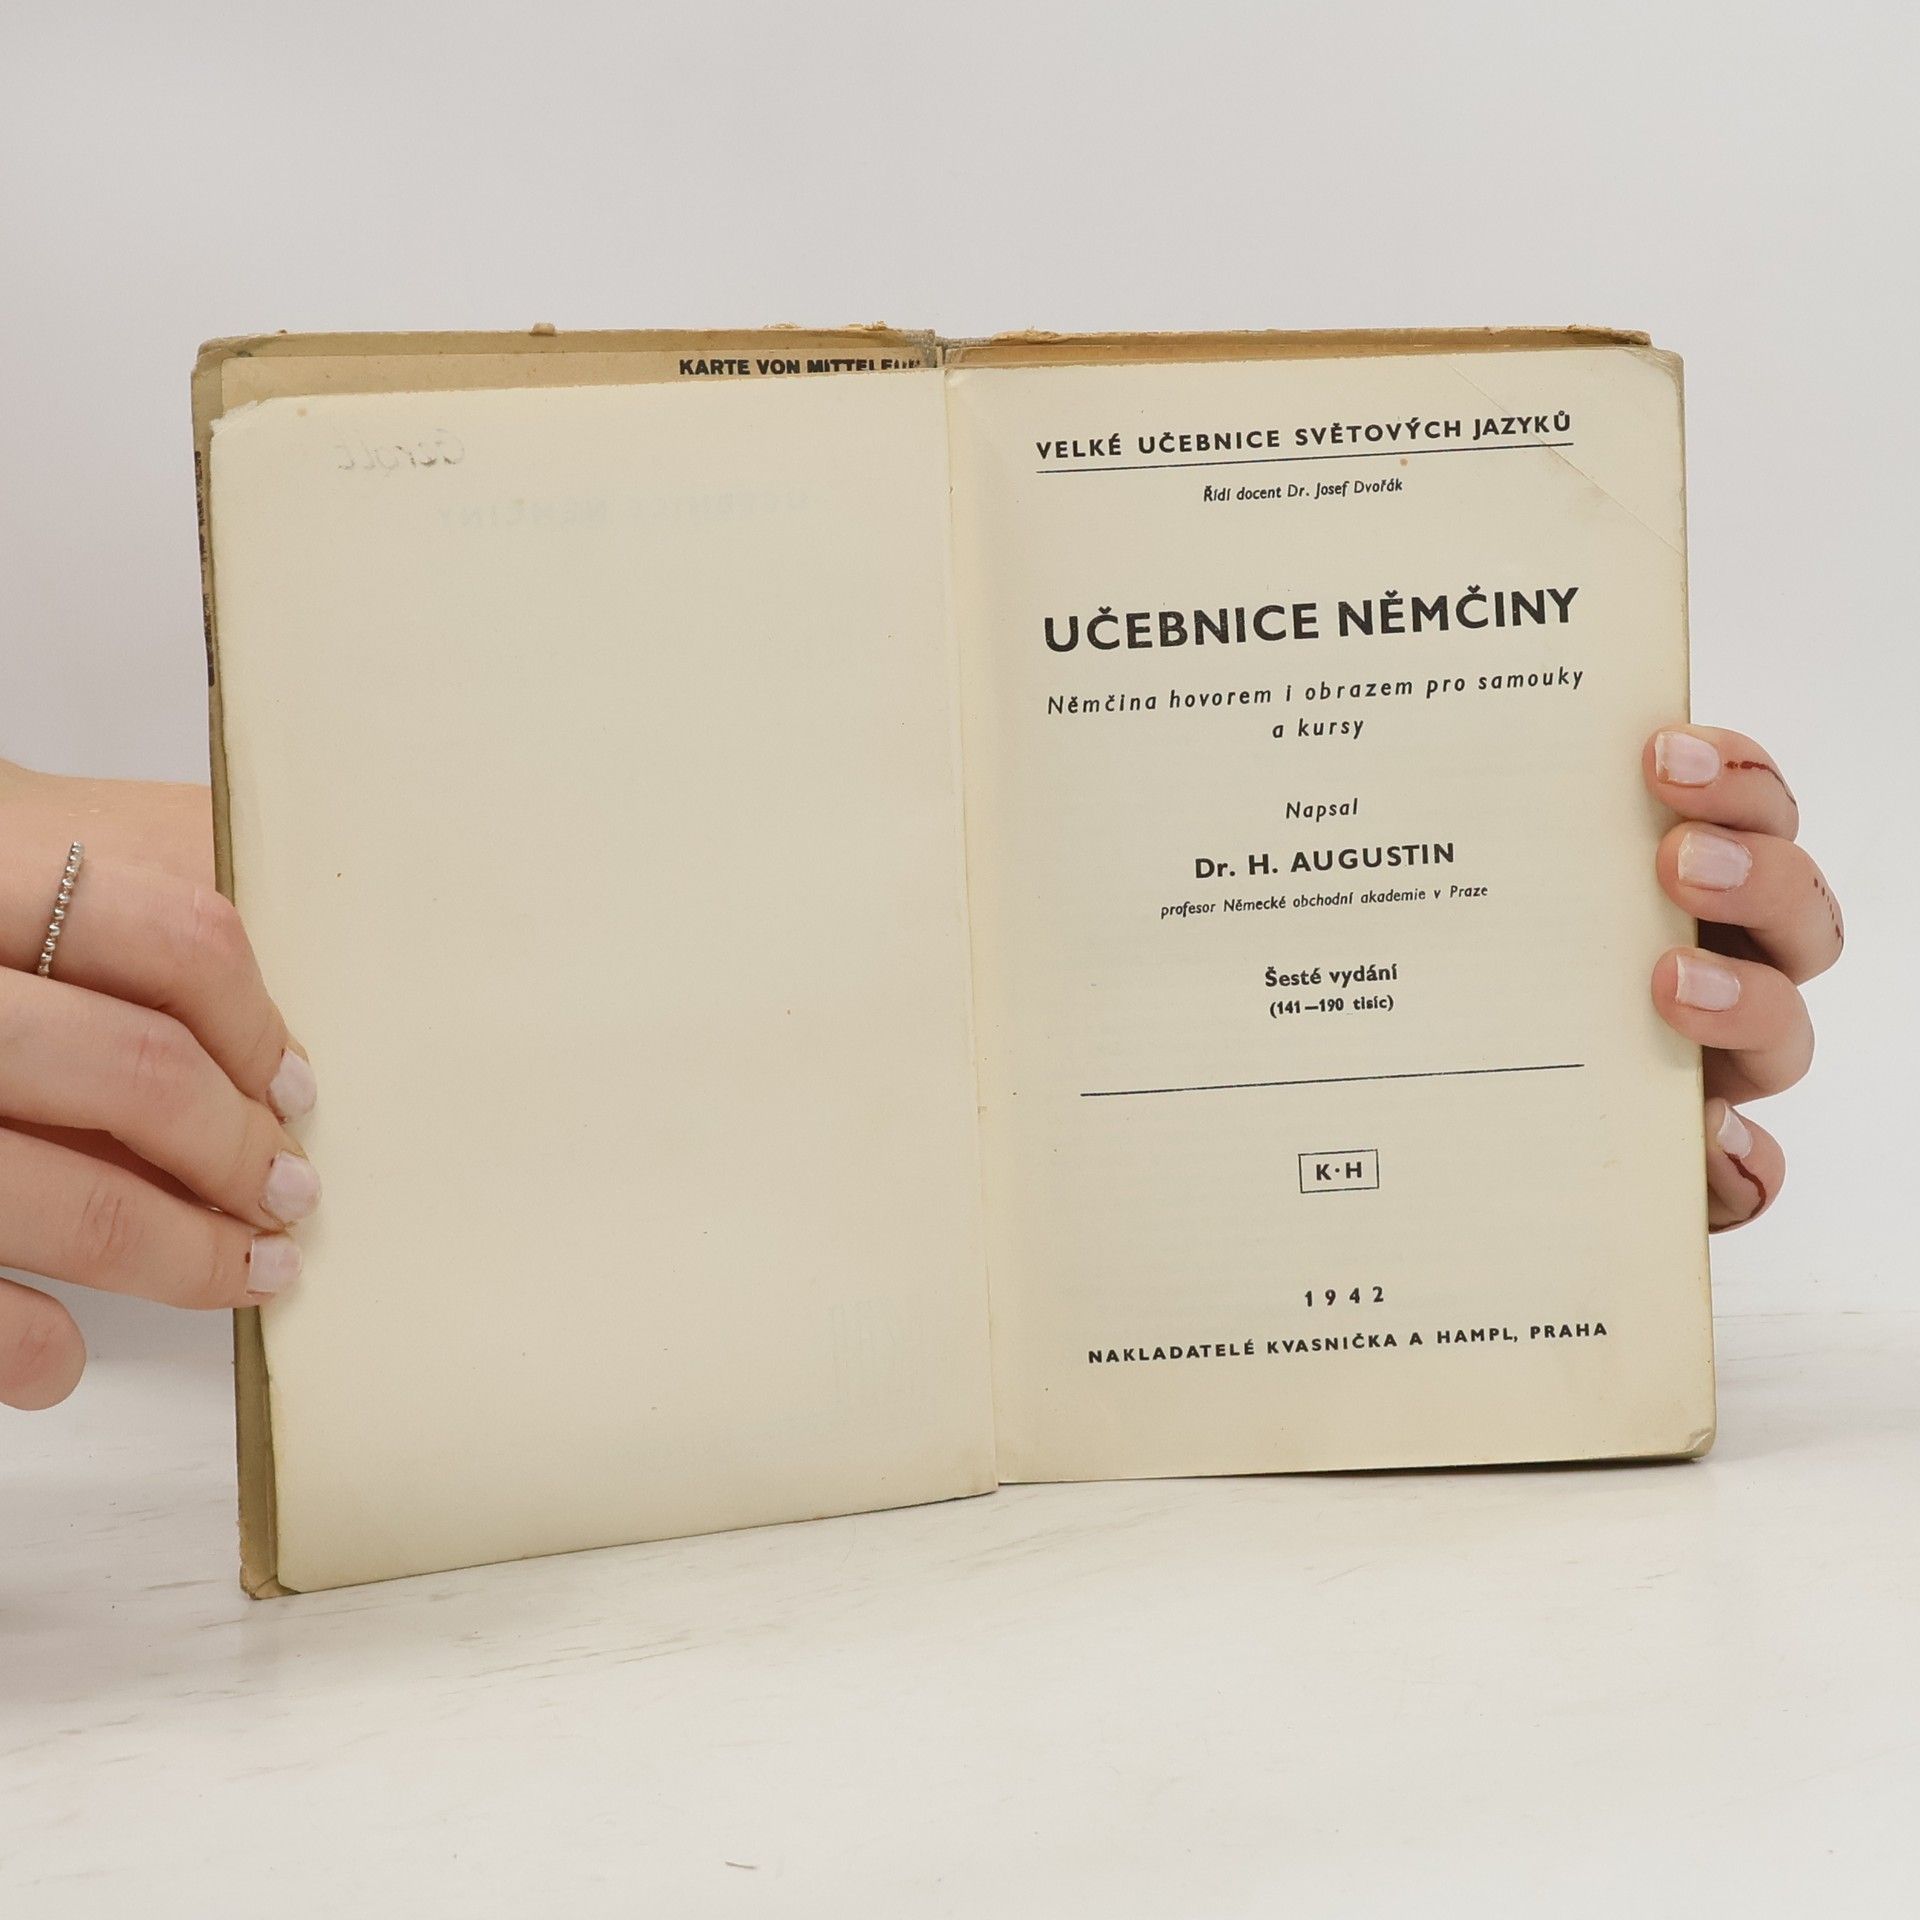 KARTE VON
VELKÉ UČEBNICE SVĚTOVÝCH JAZYKŮ
Řídí docent Dr. Josef Dvořák
UČEBNICE NĚMČINY
Němčina hovorem i obrazem pro samouky
a kursy
Napsal
Dr. H. AUGUSTIN
profesor Německé obchodní akademie v Praze
Šesté vydání
(141—190 tisíc)
K·H
1942
NAKLADATELÉ KVASNIČKA A HAMPL, PRAHA